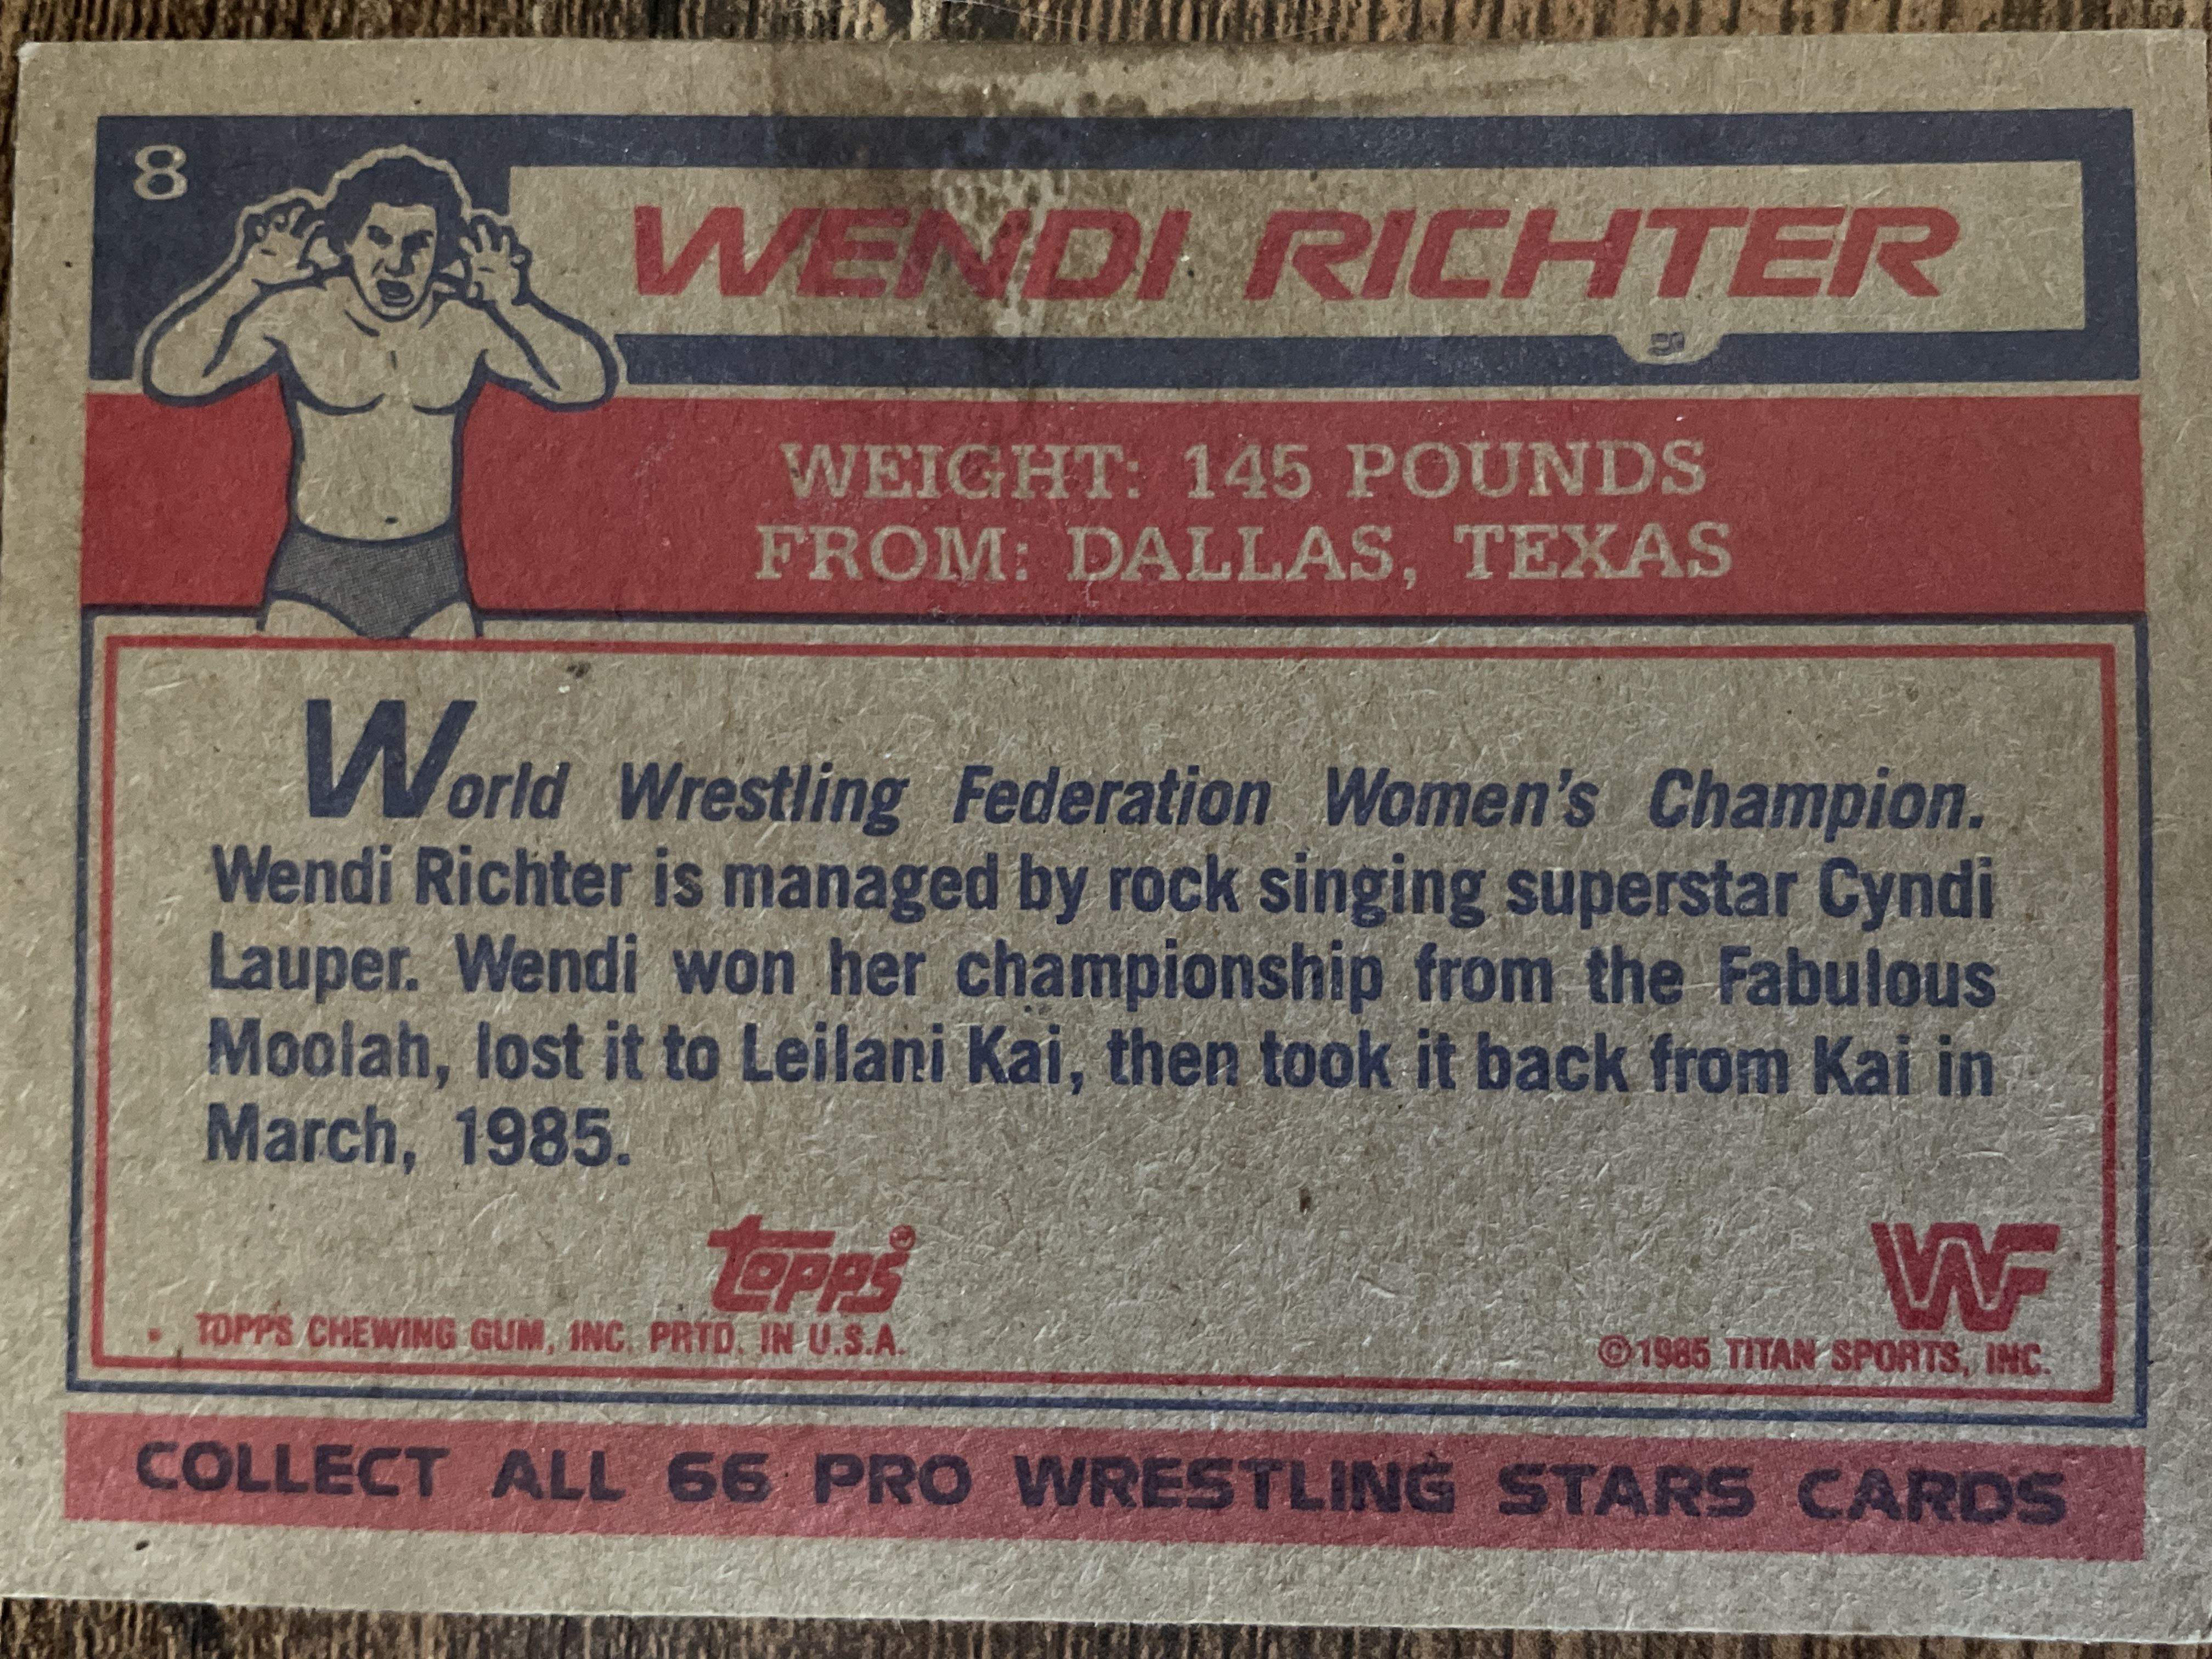 8
WENDI RICHTER
WEIGHT: 145 POUNDS
FROM: DALLAS, TEXAS
World Wrestling Federation Women's Champion.
Wendi Richter is managed by rock singing superstar Cyndi
Lauper. Wendi won her championship from the Fabulous
Moolah, lost it to Leilani Kai, then took it back from Kai in
March, 1985.
topps®
WF
* TOPPS CHEWING GUM, INC. PRTD. IN U.S.A.
©1985 TITAN SPORTS, INC.
COLLECT ALL 66 PRO WRESTLING STARS CARDS